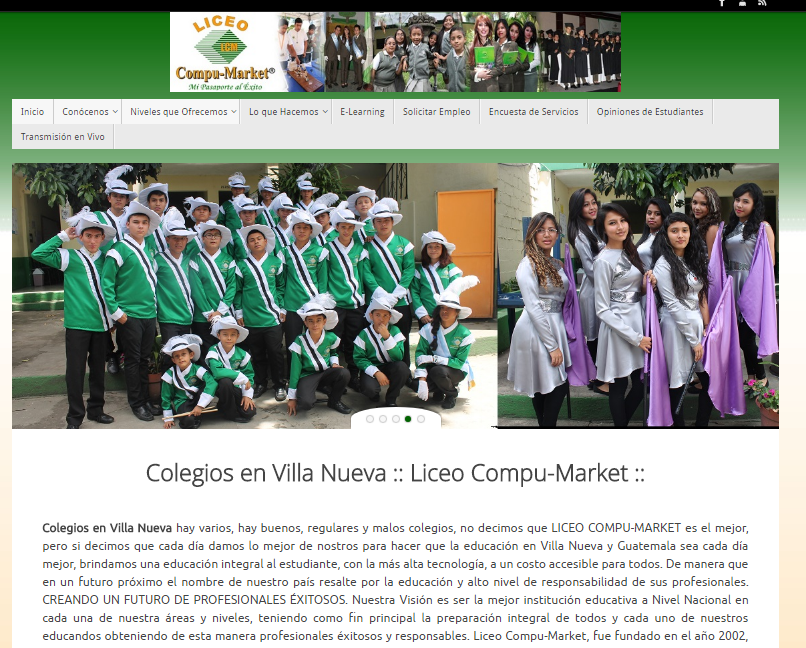 LICEO
LCM
Compu-Market®
Mi Pasaporte al Éxito
Inicio
Conócenos
Niveles que Ofrecemos
Lo que Hacemos
E-Learning
Solicitar Empleo
Encuesta de Servicios
Opiniones de Estudiantes
Transmisión en Vivo
Colegios en Villa Nueva :: Liceo Compu-Market ::
Colegios en Villa Nueva hay varios, hay buenos, regulares y malos colegios, no decimos que LICEO COMPU-MARKET es el mejor,
pero si decimos que cada día damos lo mejor de nostros para hacer que la educación en Villa Nueva y Guatemala sea cada día
mejor, brindamos una educación integral al estudiante, con la más alta tecnología, a un costo accesible para todos. De manera que
en un futuro próximo el nombre de nuestro país resalte por la educación y alto nivel de responsabilidad de sus profesionales.
CREANDO UN FUTURO DE PROFESIONALES ÉXITOSOS. Nuestra Visión es ser la mejor institución educativa a Nivel Nacional en
cada una de nuestra áreas y niveles, teniendo como fin principal la preparación integral de todos y cada uno de nuestros
educandos obteniendo de esta manera profesionales éxitosos y responsables. Liceo Compu-Market, fue fundado en el año 2002,